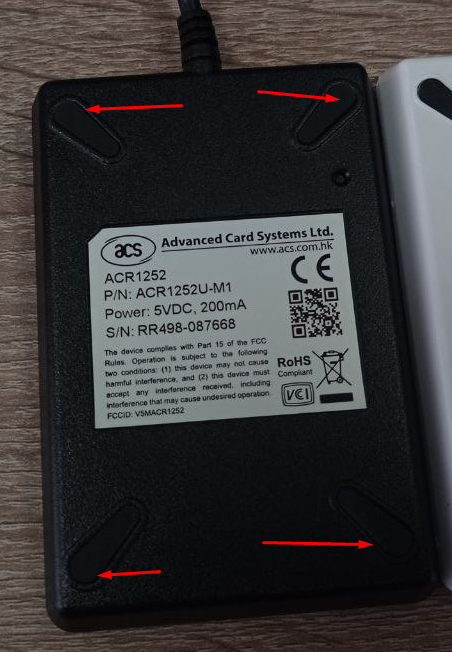 acs Advanced Card Systems Ltd.
www.acs.com.hk
ACR1252
P/N: ACR1252U-M1
Power: 5VDC, 200mA
S/N: RR498-087668
The device complies with Part 15 of the FCC
Rules. Operation is subject to the following
two conditions: (1) this device may not cause
harmful interference, and (2) this device must
accept any interference received, including
interference that may cause undesired operation.
FCCID: V5MACR1252
CE
RoHS
Compliant
VCI